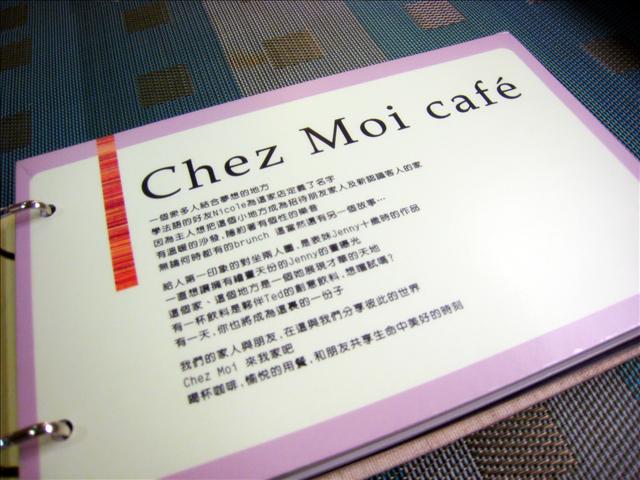 Chez Moi café
一個眾多人結合夢想的地方
學法語的好友Nicole為這家店定義了名字
因為主人想把這個小地方成為招待朋友家人及新認識客人的家
有溫暖的沙發,隱約著有個性的樂音
無論何時都有的brunch 這當然還有另一個故事…
給人第一印象的對坐兩人圖,是表妹Jenny十歲時的作品
一直想讓擁有繪畫天份的Jenny的畫曝光
這個家、這個地方是一個她展現才華的天地
有一杯飲料是夥伴Ted的創意飲料,想嚐試嗎?
有一天,你也將成為這裏的一份子
我們的家人與朋友,在這與我們分享彼此的世界
Chez Moi 來我家吧
喝杯咖啡,愉悅的用餐,和朋友共享生命中美好的時刻